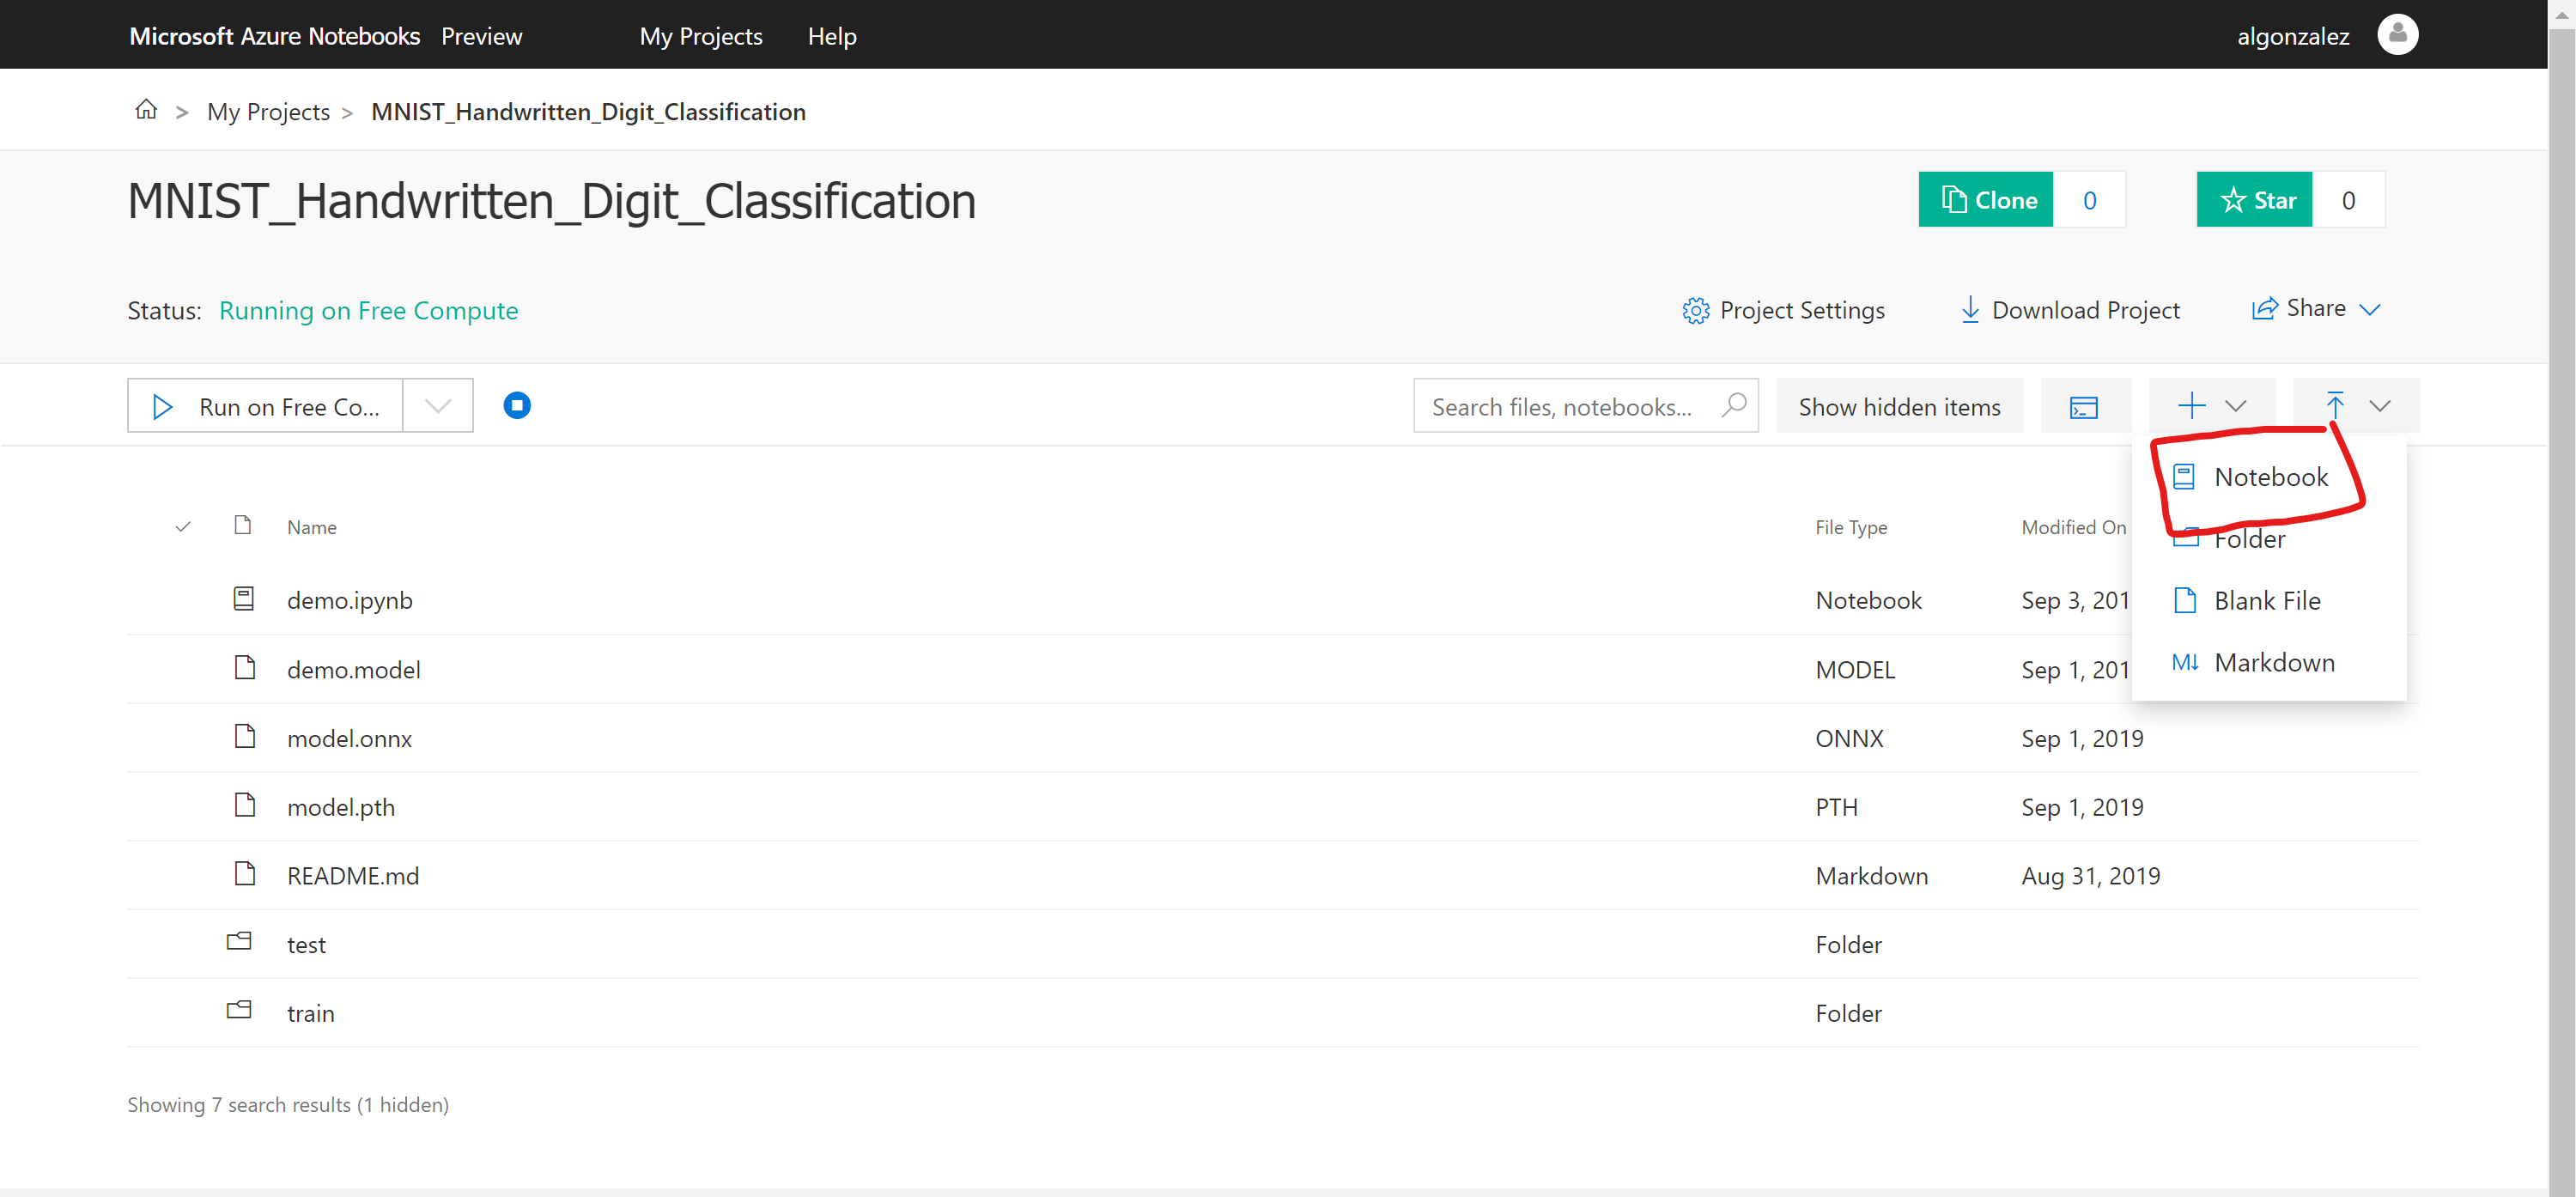 Microsoft Azure Notebooks Preview My Projects Help algonzalez
> My Projects > MNIST_Handwritten_Digit_Classification
MNIST_Handwritten_Digit_Classification Clone 0 Star 0
Status: Running on Free Compute Project Settings Download Project Share
Run on Free Co... Search files, notebooks... Show hidden items
Notebook
Folder
Blank File
Markdown
Name File Type Modified On
demo.ipynb Notebook Sep 3, 201
demo.model MODEL Sep 1, 201
model.onnx ONNX Sep 1, 2019
model.pth PTH Sep 1, 2019
README.md Markdown Aug 31, 2019
test Folder
train Folder
Showing 7 search results (1 hidden)